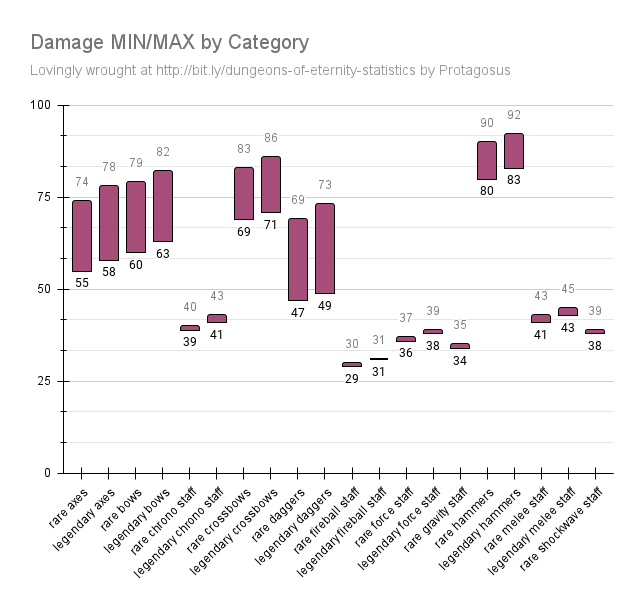 Damage MIN/MAX by Category
Lovingly wrought at http://bit.ly/dungeons-of-eternity-statistics by Protagosus
100
75
50
25
0
74
78
79
82
40
43
83
86
69
73
30
31
37
39
35
90
92
43
45
39
55
58
60
63
39
41
69
71
47
49
29
31
36
38
34
80
83
41
43
38
rare axes
legendary axes
rare bows
legendary bows
rare chrono staff
legendary chrono staff
rare crossbows
legendary crossbows
rare daggers
legendary daggers
rare fireball staff
legendary fireball staff
rare force staff
legendary force staff
rare gravity staff
rare hammers
legendary hammers
rare melee staff
legendary melee staff
rare shockwave staff